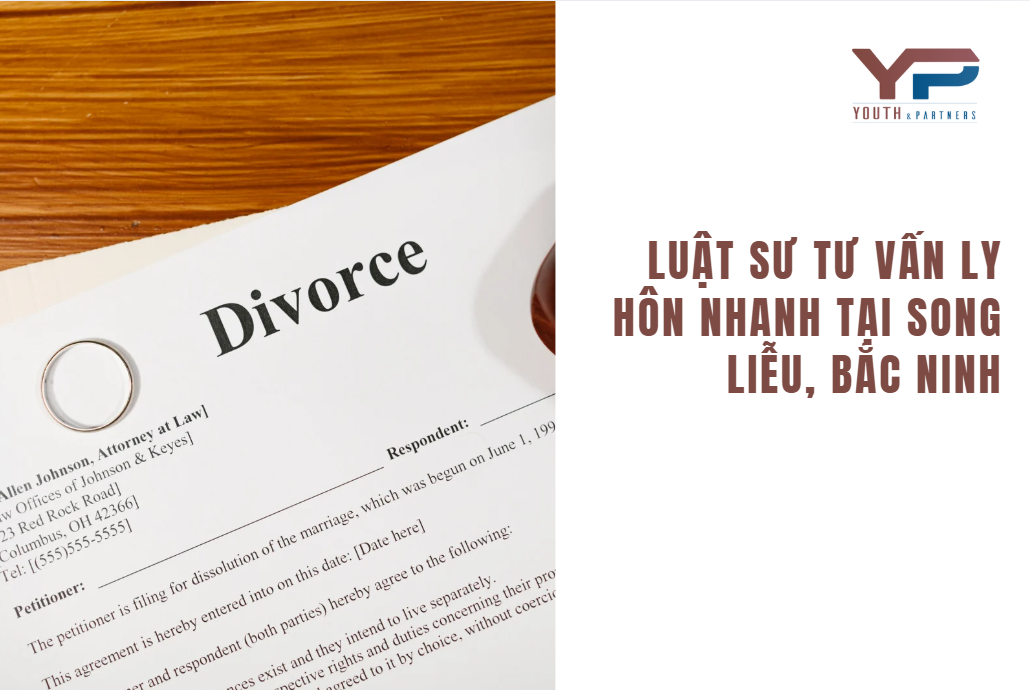 Divorce
Allen Johnson, Attorney at Law]
Offices of Johnson & Keyes]
23 Red Rock Road]
Columbus, OH 42366]
Tel: [(555)555-5555]
Petitioner:
Respondent:
The petitioner is filing for dissolution of the marriage, which was begun on June 1, 199
This agreement is hereby entered into on this date: [Date here]
and respondent (both parties) hereby agree to the following:
exist and they intend to live separately.
rights and duties concerning their
agreed to it by choice, without
YP
YOUTH & PARTNERS
LUẬT SƯ TƯ VẤN LY
HÔN NHANH TẠI SONG
LIỄU, BẮC NINH